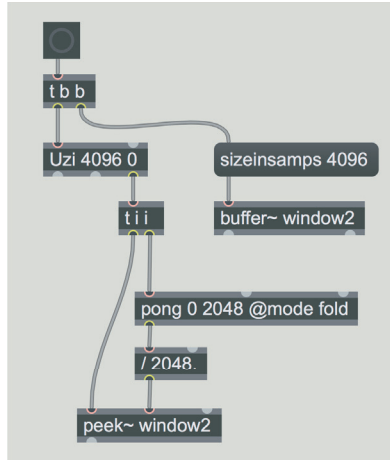 t b b
Uzi 4096 0
sizeinsamps 4096
t i i
buffer~ window2
pong 0 2048 @mode fold
/ 2048.
peek~ window2